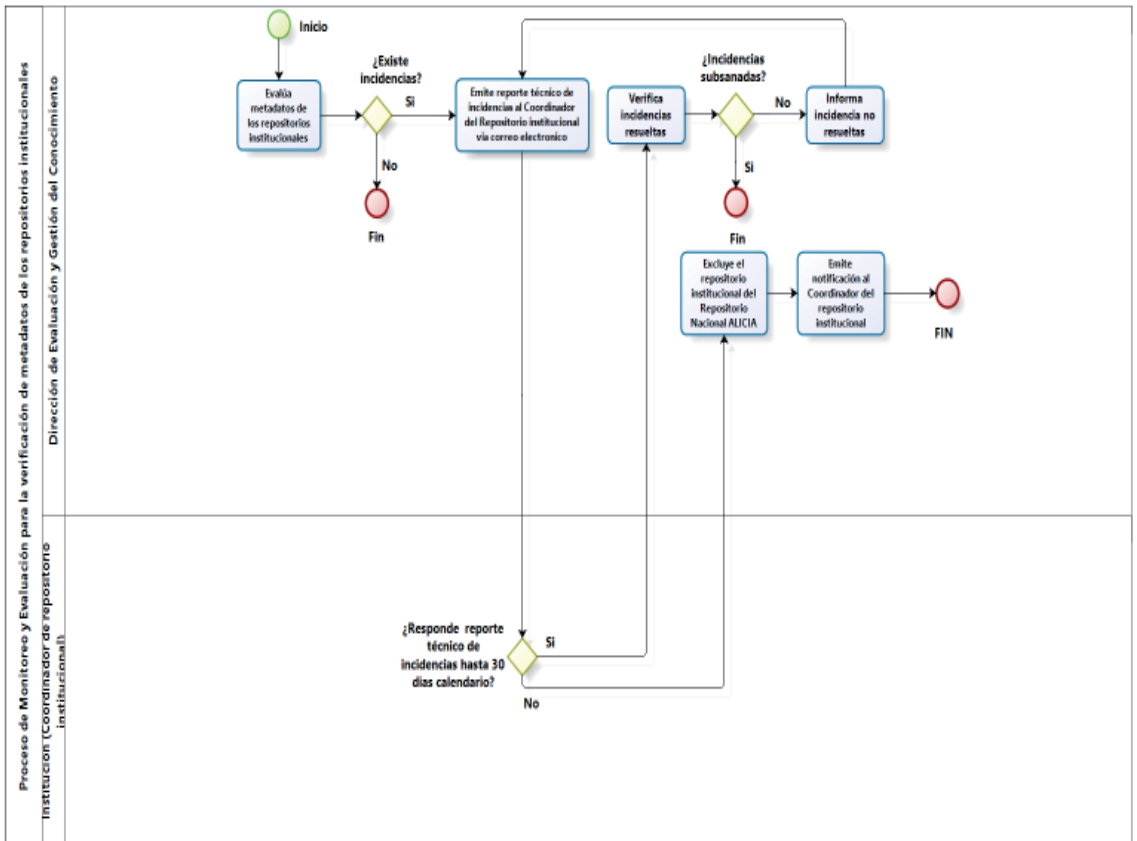 Proceso de Monitoreo y Evaluación para la verificación de metadatos de los repositorios institucionales
Dirección de Evaluación y Gestión del Conocimiento
Inicio
Evalúa
metadatos de
los repositorios
institucionales
¿Existe
incidencias?
Si
No
Fin
Emite reporte técnico de
incidencias al Coordinador
del Repositorio institucional
vía correo electronico
Verifica
incidencias
resueltas
¿Incidencias
subsanadas?
No
Si
Fin
Informa
incidencia no
resueltas
Excluye el
repositorio
institucional del
Repositorio
Nacional ALICIA
Emite
notificación al
Coordinador del
repositorio
institucional
FIN
Institución (Coordinador de repositorio
institucional)
¿Responde reporte
técnico de
incidencias hasta 30
dias calendario?
Si
No